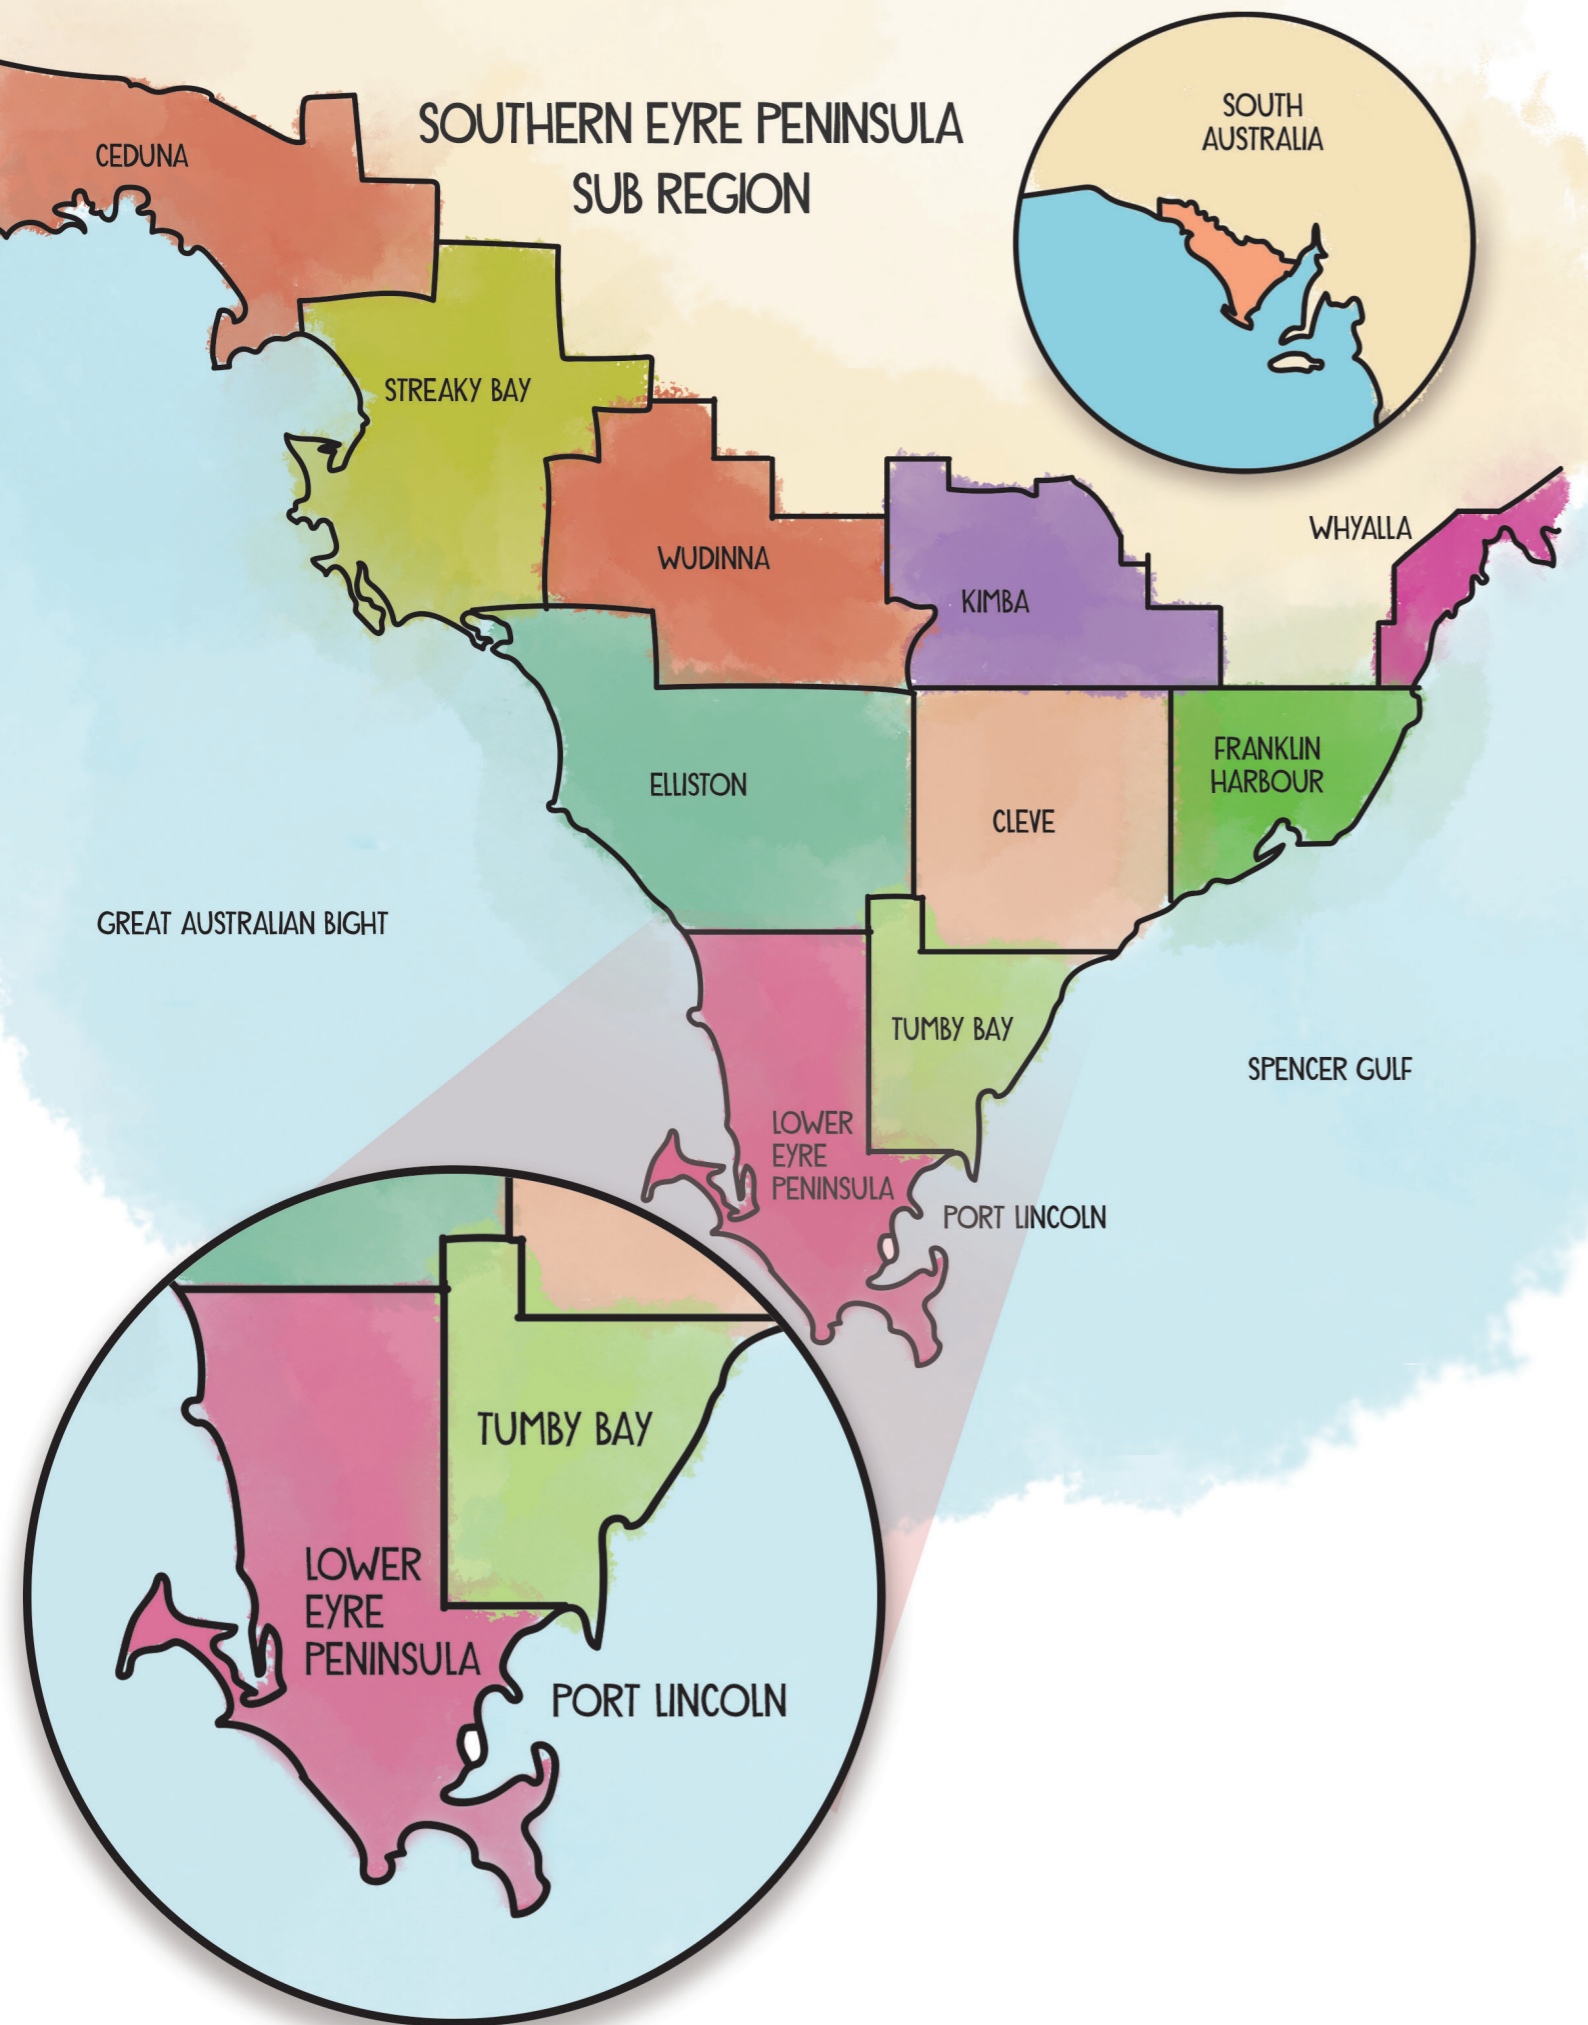 SOUTHERN EYRE PENINSULA
SUB REGION
SOUTH
AUSTRALIA
CEDUNA
STREAKY BAY
WUDINNA
KIMBA
WHYALLA
ELLISTON
CLEVE
FRANKLIN
HARBOUR
GREAT AUSTRALIAN BIGHT
TUMBY BAY
SPENCER GULF
LOWER
EYRE
PENINSULA
PORT LINCOLN
TUMBY BAY
LOWER
EYRE
PENINSULA
PORT LINCOLN